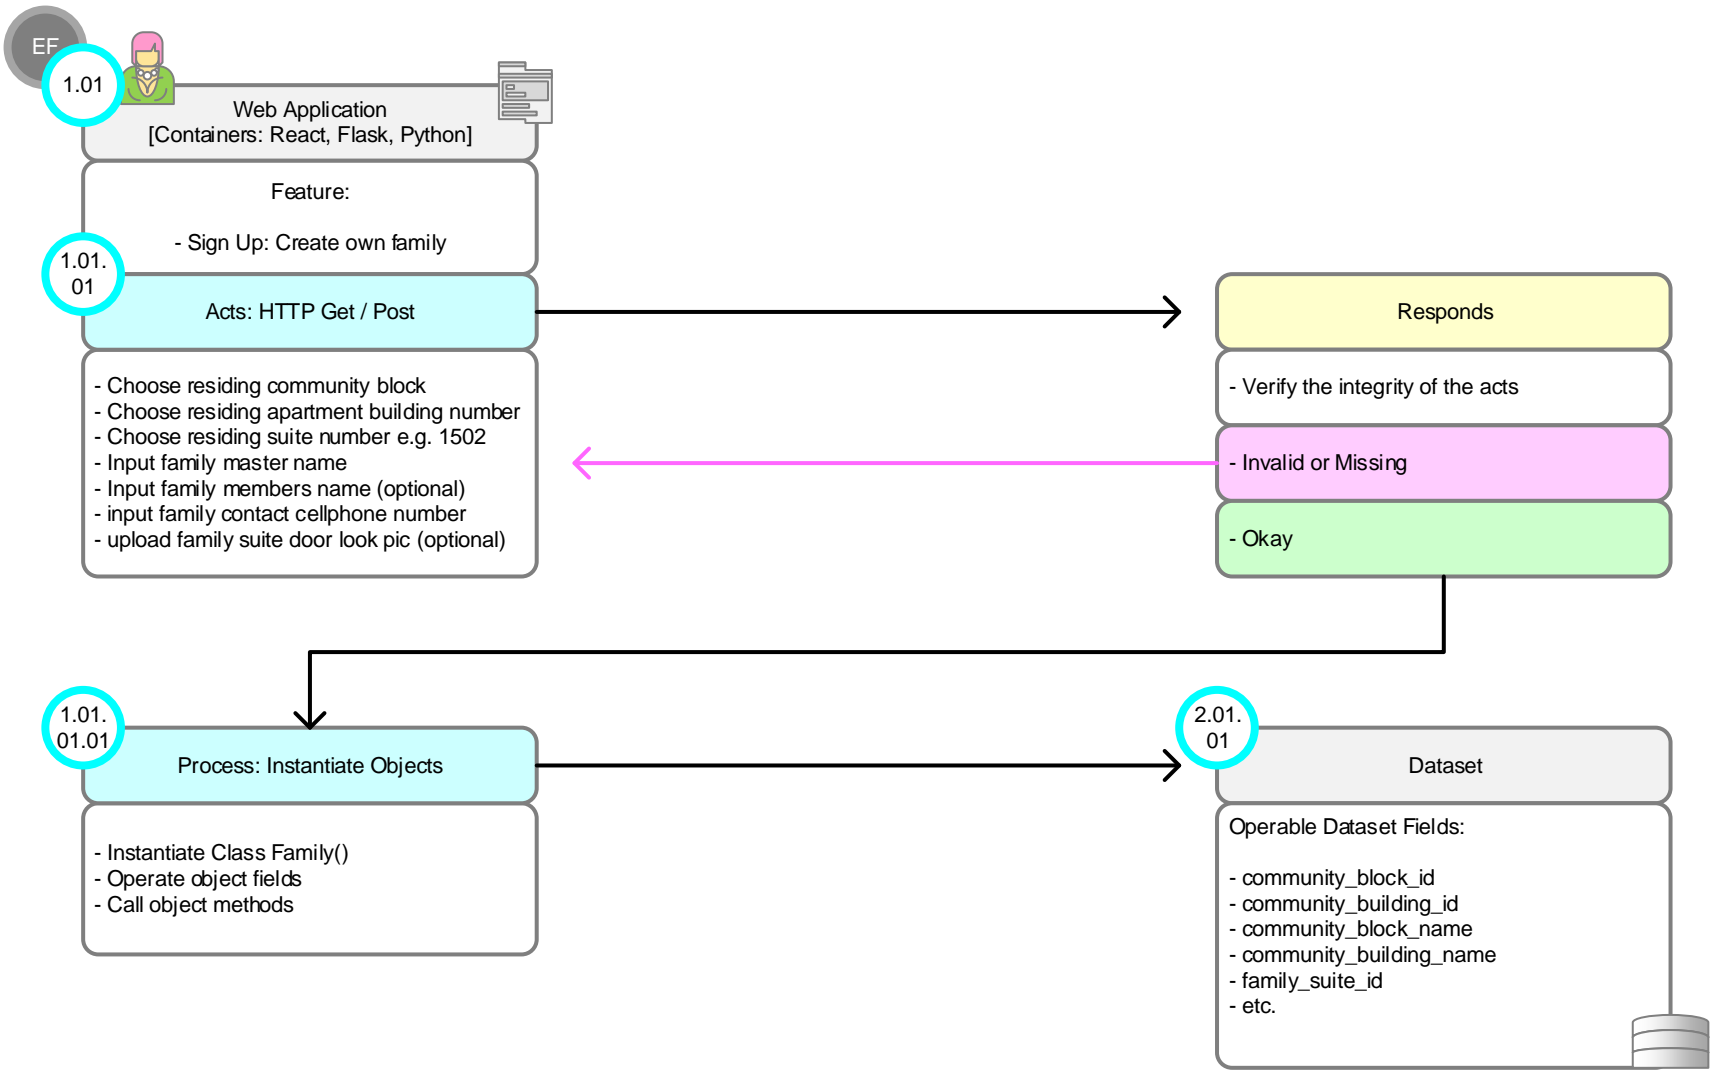 EF
1.01
Web Application
[Containers: React, Flask, Python]
Feature:
- Sign Up: Create own family
1.01.
01
Acts: HTTP Get / Post
- Choose residing community block
- Choose residing apartment building number
- Choose residing suite number e.g. 1502
- Input family master name
- Input family members name (optional)
- input family contact cellphone number
- upload family suite door look pic (optional)
Responds
- Verify the integrity of the acts
- Invalid or Missing
- Okay
1.01.
01.01
Process: Instantiate Objects
- Instantiate Class Family()
- Operate object fields
- Call object methods
2.01.
01
Dataset
Operable Dataset Fields:
- community_block_id
- community_building_id
- community_block_name
- community_building_name
- family_suite_id
- etc.